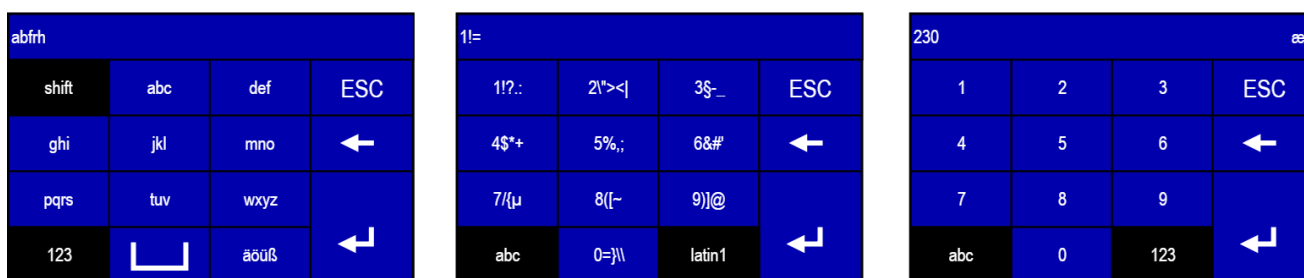 abfrh
shift abc def ESC
ghi jkl mno
pqrs tuv wxyz
123 äöüß
1!=
1!?.: 2\"><| 3§-_ ESC
4$*+ 5%,; 6&#'
7/{µ 8([~ 9)]@
abc 0=}\\ latin1
230 æ
1 2 3 ESC
4 5 6
7 8 9
abc 0 123